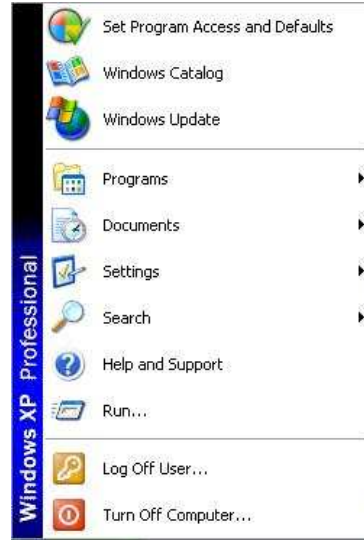 Set Program Access and Defaults
Windows Catalog
Windows Update
Programs
Documents
Settings
Search
Help and Support
Run...
Log Off User...
Turn Off Computer...
Windows XP Professional